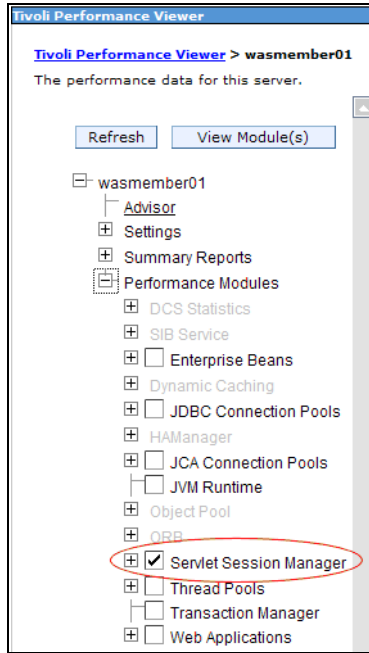 Tivoli Performance Viewer
Tivoli Performance Viewer > wasmember01
The performance data for this server.
Refresh View Module(s)
wasmember01
Advisor
Settings
Summary Reports
Performance Modules
DCS Statistics
SIB Service
Enterprise Beans
Dynamic Caching
JDBC Connection Pools
HAManager
JCA Connection Pools
JVM Runtime
Object Pool
ORB
Servlet Session Manager
Thread Pools
Transaction Manager
Web Applications